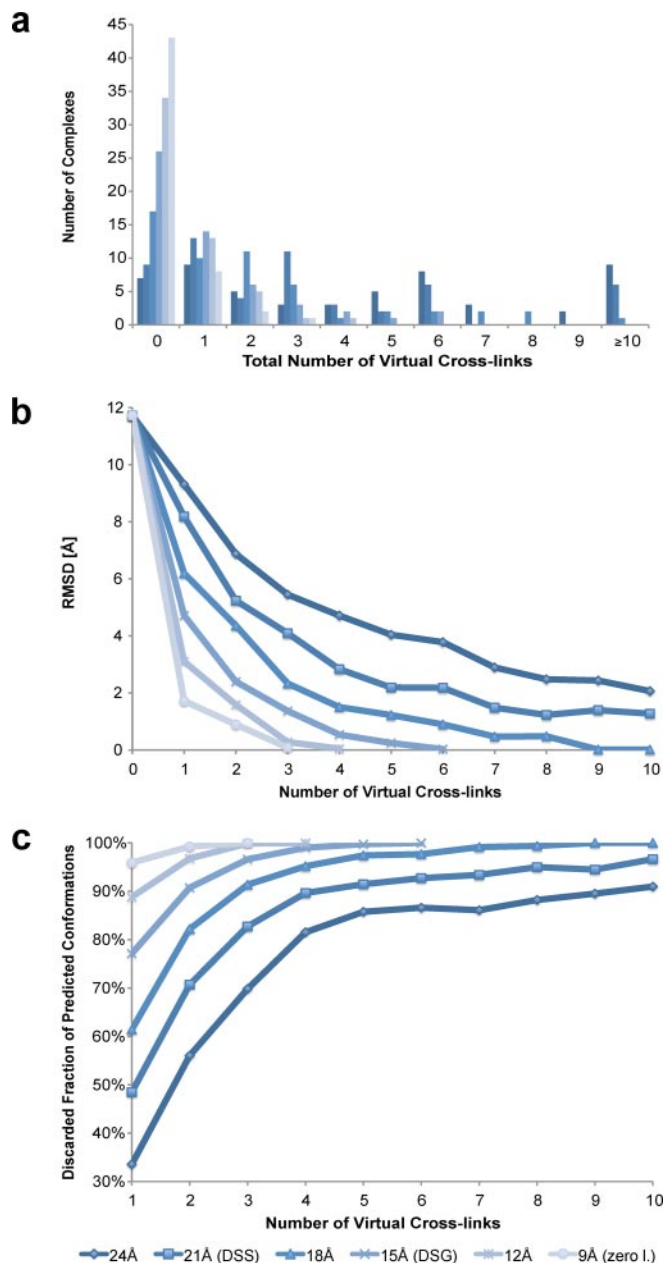 a
45
40
35
30
25
20
15
10
5
0
Number of Complexes
0 1 2 3 4 5 6 7 8 9 ≥10
Total Number of Virtual Cross-links
b
12
10
8
6
4
2
0
RMSD [Å]
0 1 2 3 4 5 6 7 8 9 10
Number of Virtual Cross-links
c
100%
90%
80%
70%
60%
50%
40%
30%
Discarded Fraction of Predicted Conformations
1 2 3 4 5 6 7 8 9 10
Number of Virtual Cross-links
24Å 21Å (DSS) 18Å 15Å (DSG) 12Å 9Å (zero l.)